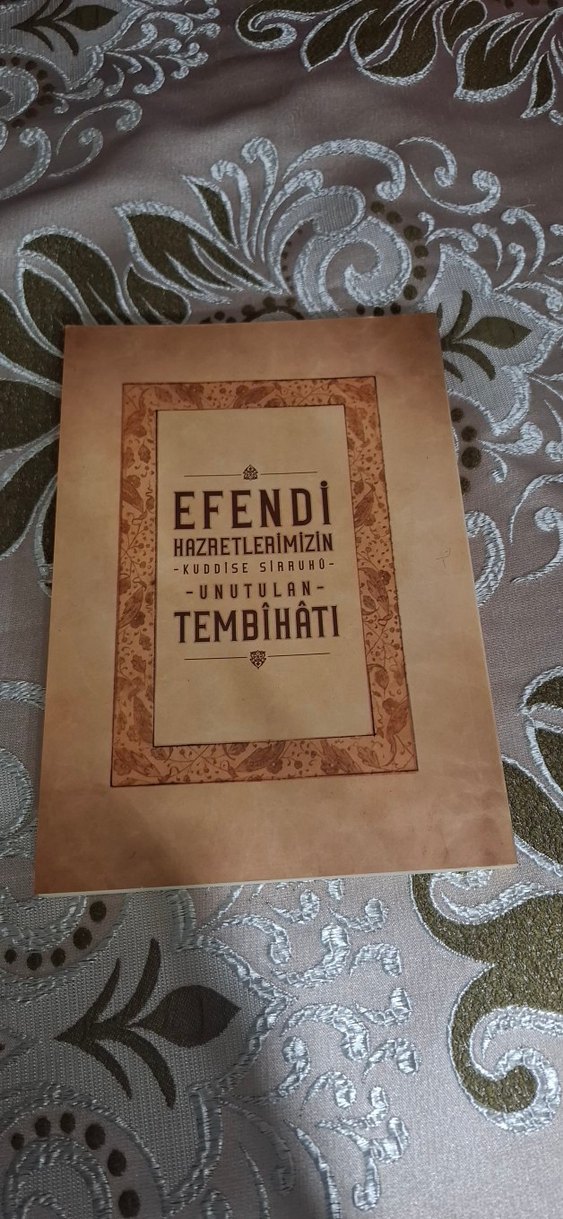 EFENDİ
HAZRETLERİMİZİN
-KUDDİSE SİRRUHÛ-
-UNUTULAN-
TEMBÎHÂTI